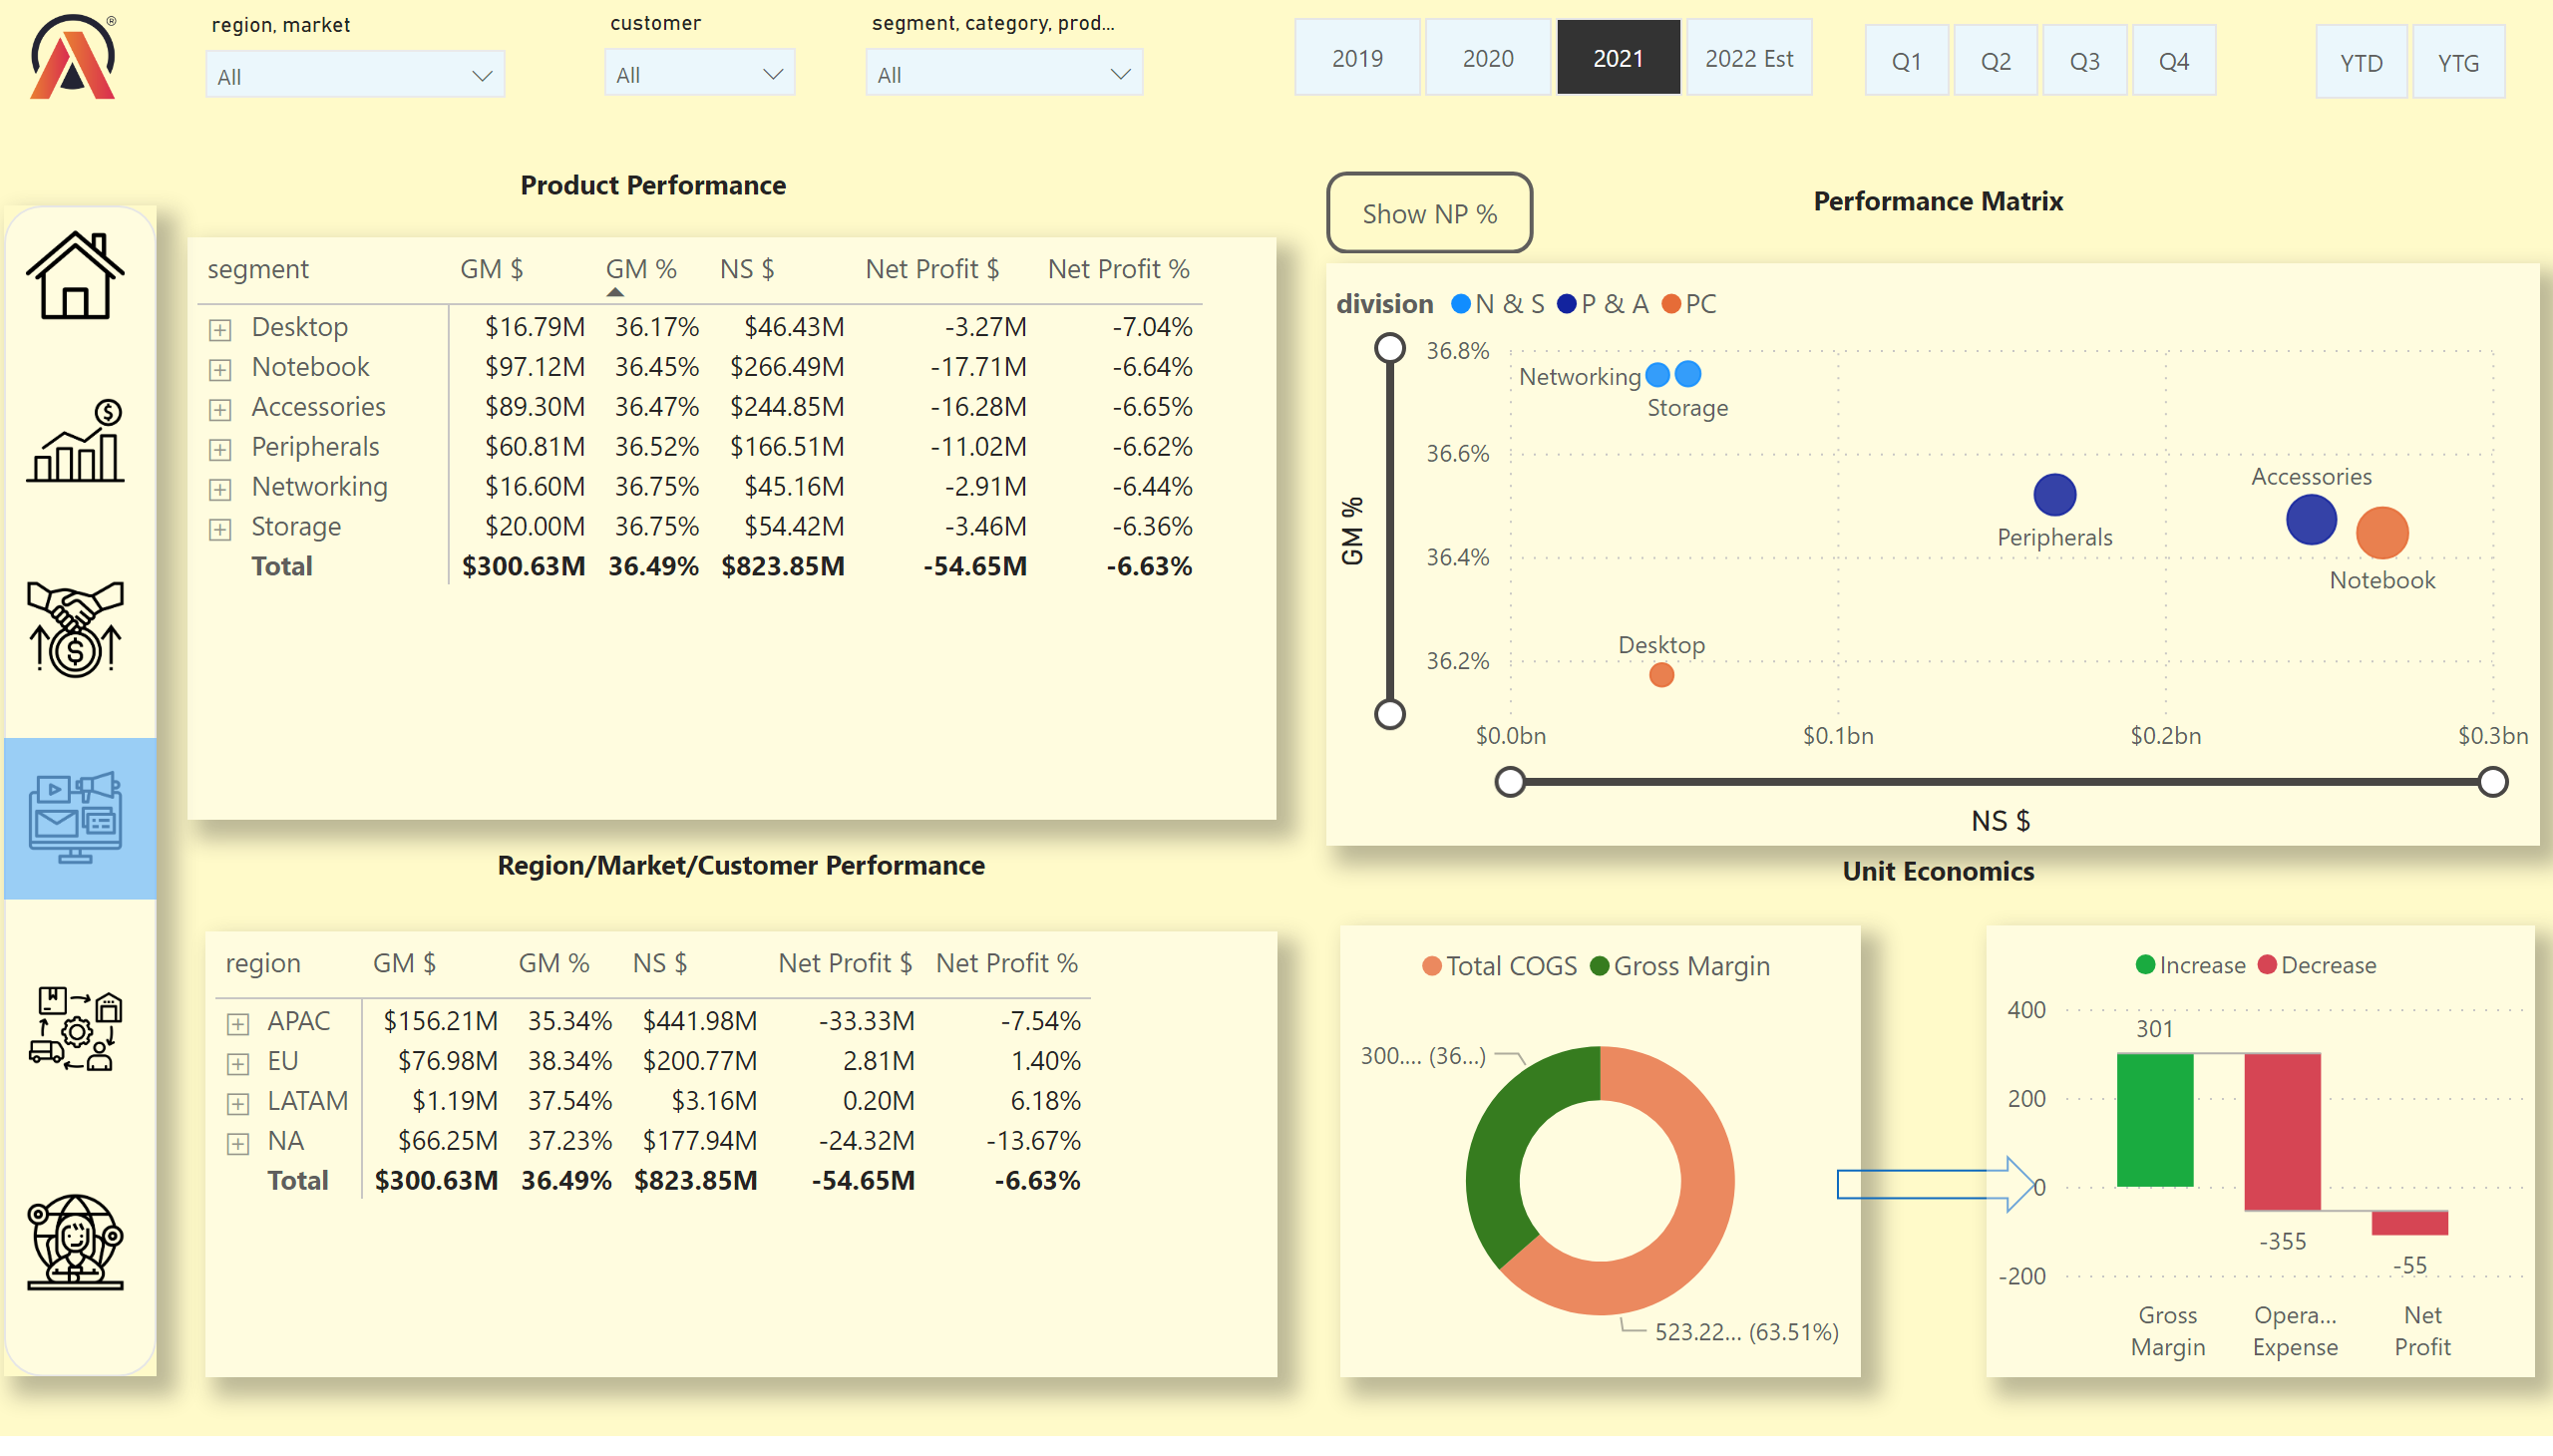 region, market
customer
segment, category, prod...
All
All
All
2019 2020 2021 2022 Est
Q1 Q2 Q3 Q4
YTD YTG
®
Product Performance
segment GM $ GM % NS $ Net Profit $ Net Profit %
Desktop $16.79M 36.17% $46.43M -3.27M -7.04%
Notebook $97.12M 36.45% $266.49M -17.71M -6.64%
Accessories $89.30M 36.47% $244.85M -16.28M -6.65%
Peripherals $60.81M 36.52% $166.51M -11.02M -6.62%
Networking $16.60M 36.75% $45.16M -2.91M -6.44%
Storage $20.00M 36.75% $54.42M -3.46M -6.36%
Total $300.63M 36.49% $823.85M -54.65M -6.63%
Show NP %
Performance Matrix
division N & S P & A PC
GM %
36.8%
36.6%
36.4%
36.2%
Networking
Storage
Accessories
Peripherals
Notebook
Desktop
$0.0bn $0.1bn $0.2bn $0.3bn
NS $
Region/Market/Customer Performance
region GM $ GM % NS $ Net Profit $ Net Profit %
APAC $156.21M 35.34% $441.98M -33.33M -7.54%
EU $76.98M 38.34% $200.77M 2.81M 1.40%
LATAM $1.19M 37.54% $3.16M 0.20M 6.18%
NA $66.25M 37.23% $177.94M -24.32M -13.67%
Total $300.63M 36.49% $823.85M -54.65M -6.63%
Unit Economics
Total COGS Gross Margin
300.... (36...)
523.22... (63.51%)
Increase Decrease
400
200
0
-200
301
-355
-55
Gross Margin
Opera... Expense
Net Profit
$
$